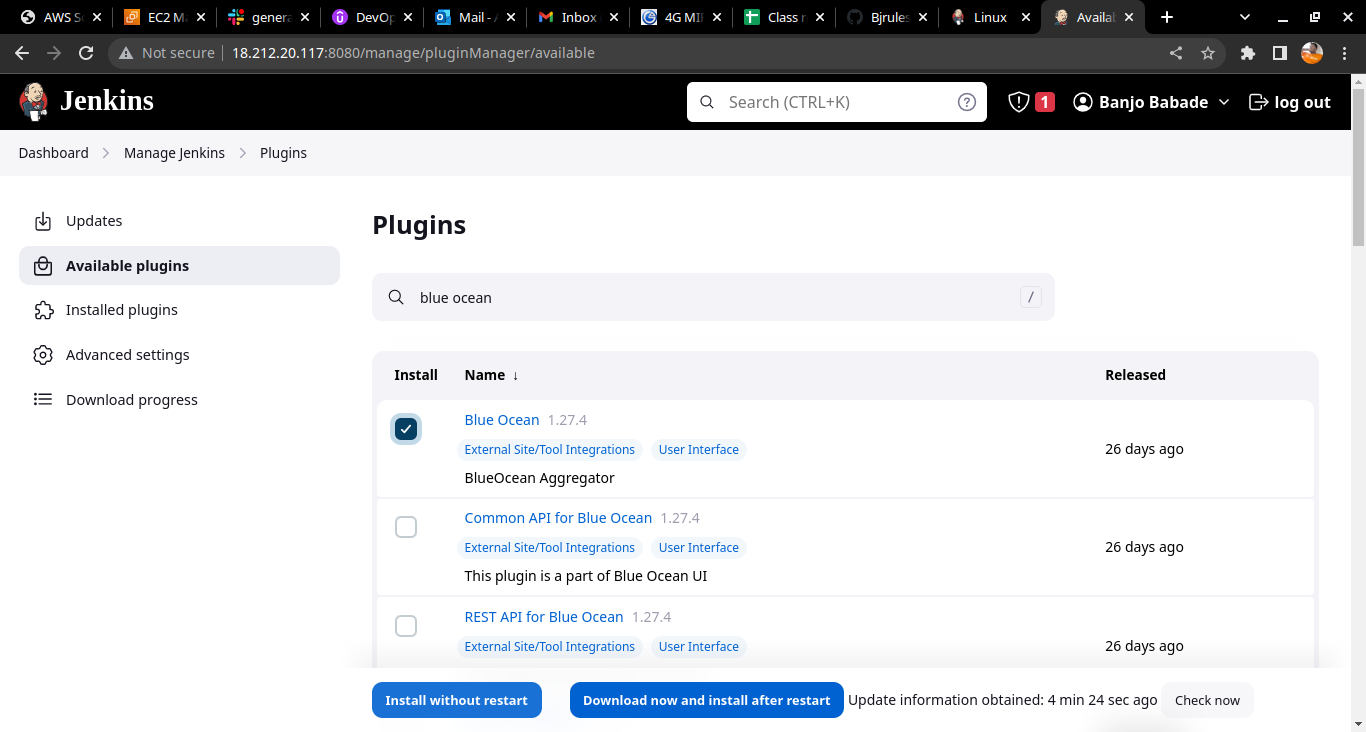 AWS S
EC2 M
genera
DevOp
Mail - A
Inbox
4G MI
Class r
Bjrules
Linux
Availa
Not secure
18.212.20.117:8080/manage/pluginManager/available
Jenkins
Search (CTRL+K)
1
Banjo Babade
log out
Dashboard
Manage Jenkins
Plugins
Updates
Available plugins
Installed plugins
Advanced settings
Download progress
Plugins
blue ocean
/
Install Name ↓ Released
Blue Ocean 1.27.4
External Site/Tool Integrations User Interface
26 days ago
BlueOcean Aggregator
Common API for Blue Ocean 1.27.4
External Site/Tool Integrations User Interface
26 days ago
This plugin is a part of Blue Ocean UI
REST API for Blue Ocean 1.27.4
External Site/Tool Integrations User Interface
26 days ago
Install without restart
Download now and install after restart
Update information obtained: 4 min 24 sec ago
Check now